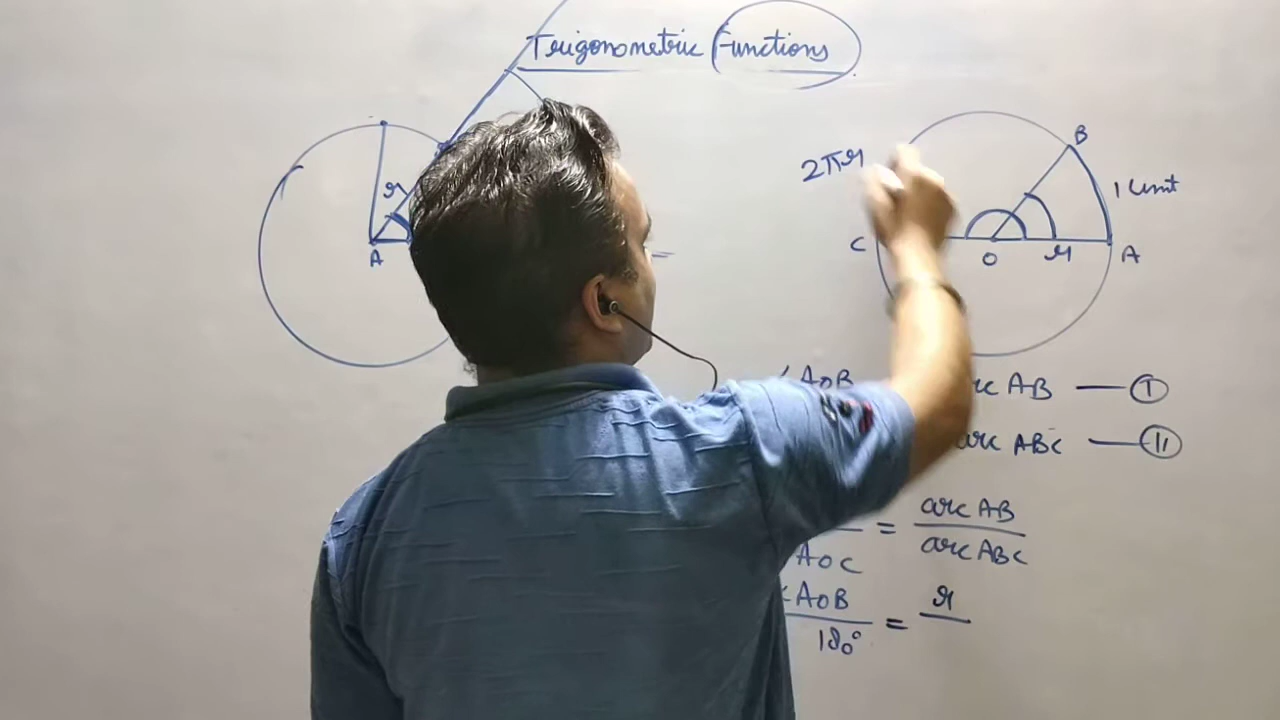 Trigonometric Functions
r
A
2πr
B
1 Unit
C
O
r
A
∠AOB arc AB — I
arc ABC — II
= arc AB
AOC arc ABC
∠AOB = r
180°